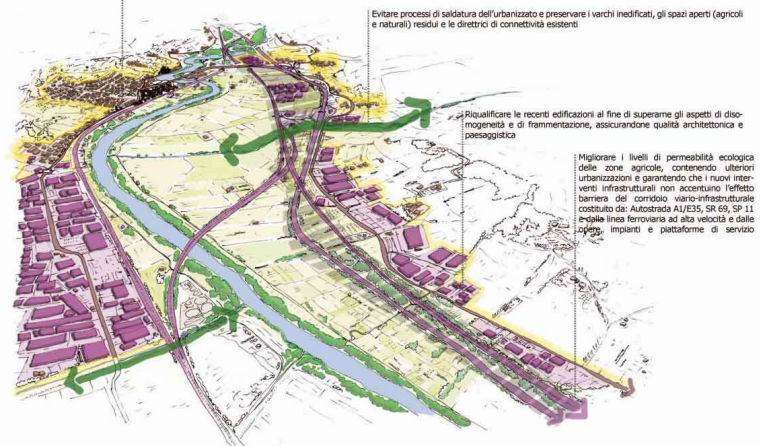 Evitare processi di saldatura dell'urbanizzato e preservare i varchi inedificati, gli spazi aperti (agricoli
e naturali) residui e le direttrici di connettività esistenti
Riqualificare le recenti edificazioni al fine di superarne gli aspetti di diso-
mogeneità e di frammentazione, assicurandone qualità architettonica e
paesaggistica
Migliorare i livelli di permeabilità ecologica
delle zone agricole, contenendo ulteriori
urbanizzazioni e garantendo che i nuovi inter-
venti infrastrutturali non accentuino l'effetto
barriera del corridoio viario-infrastrutturale
costituito da: Autostrada A1/E35, SR 69, SP 11
e dalla linea ferroviaria ad alta velocità e dalle
opere, impianti e piattaforme di servizio